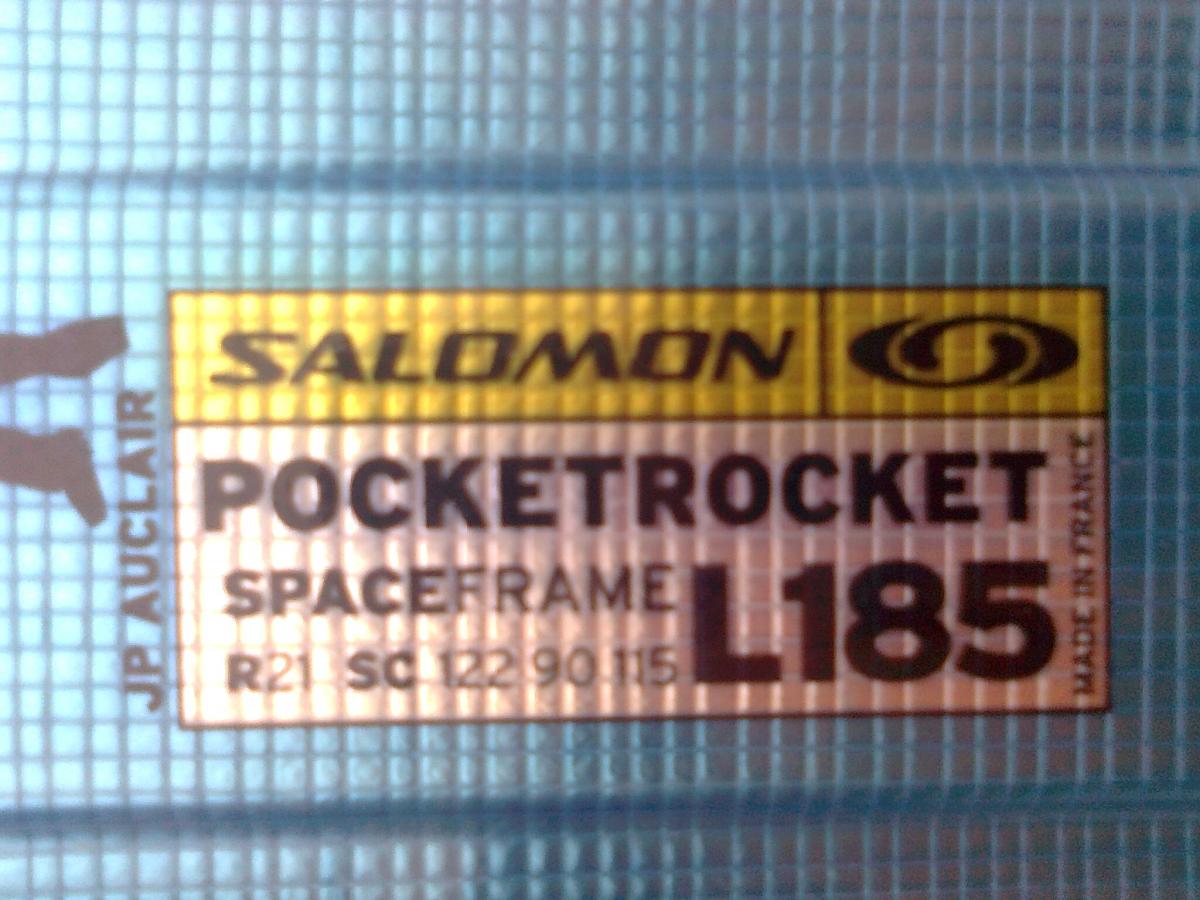 SALOMON
POCKETROCKET
SPACEFRAME
R21 SC 122 90 115
L185
MADE IN FRANCE
JP AUCLAIR